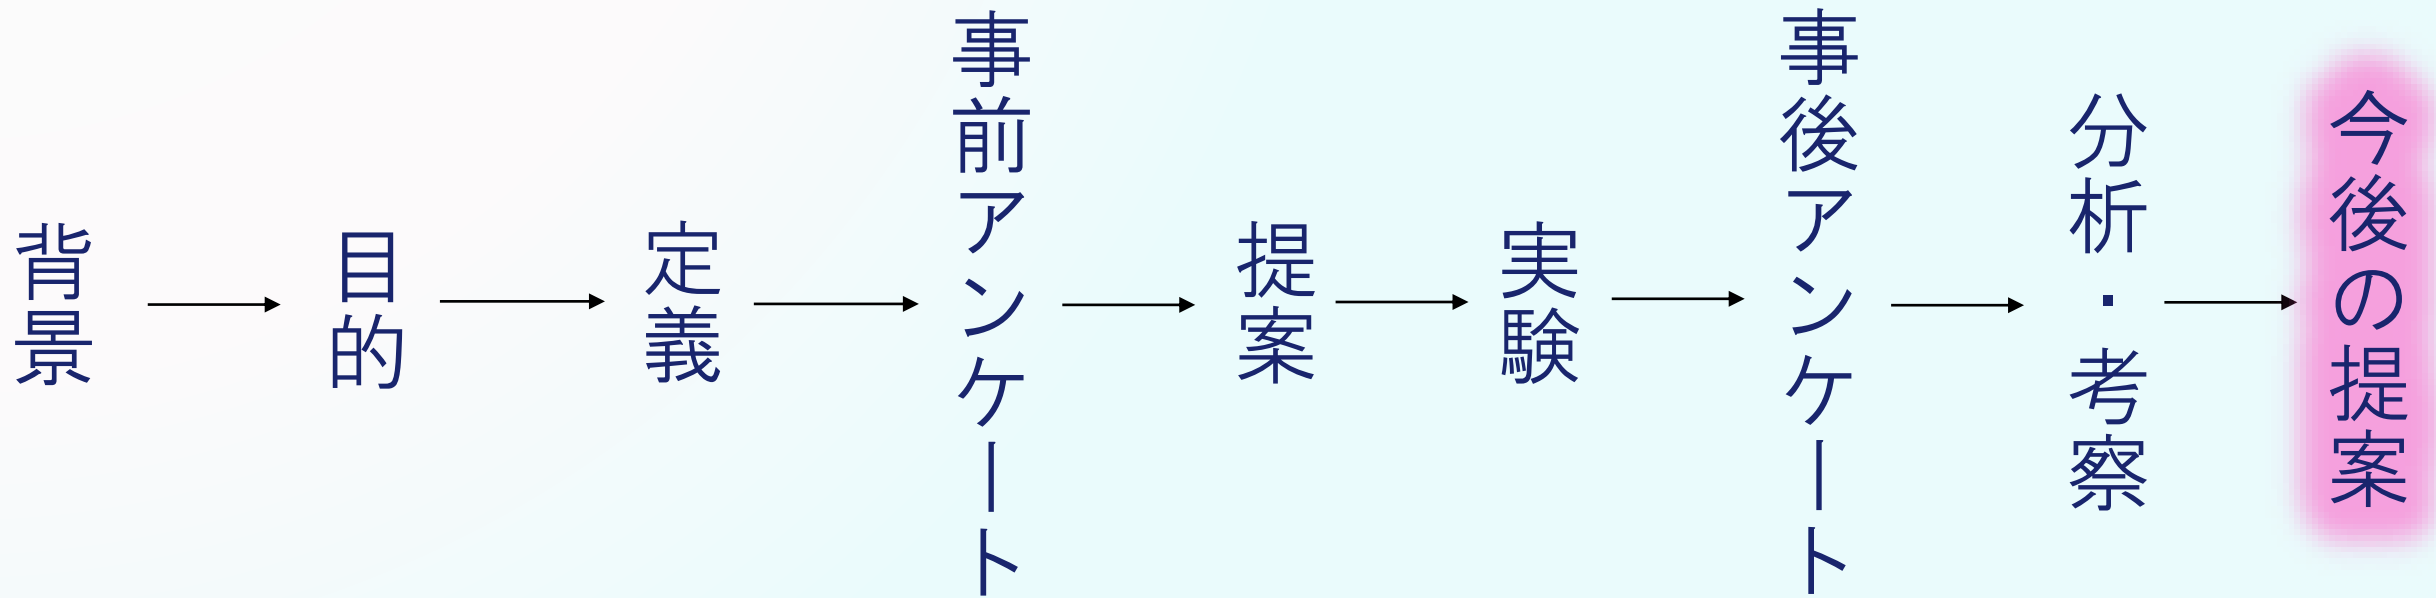 背景
目的
定義
事前アンケート
提案
実験
事後アンケート
分析・考察
今後の提案